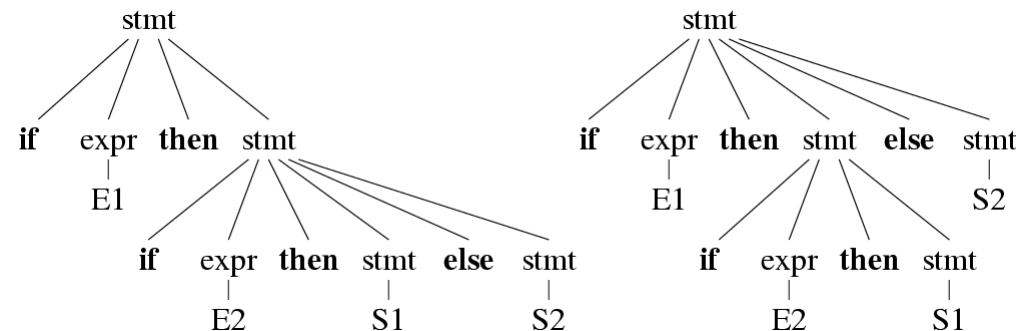 stmt stmt
if expr then stmt if expr then stmt else stmt
E1 E1 S2
if expr then stmt else stmt if expr then stmt
E2 S1 S2 E2 S1